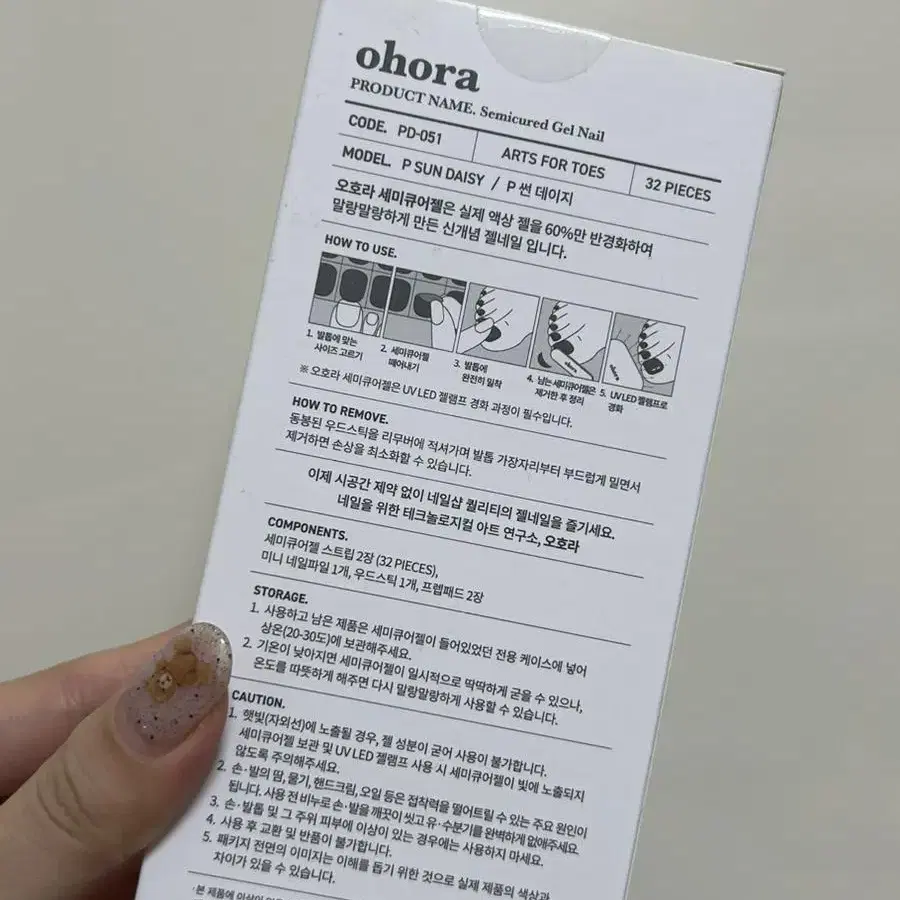 ohora
PRODUCT NAME. Semicured Gel Nail
CODE. PD-051 ARTS FOR TOES 32 PIECES
MODEL. P SUN DAISY / P 썬 데이지
오호라 세미큐어젤은 실제 액상 젤을 60%만 반경화하여
말랑말랑하게 만든 신개념 젤네일 입니다.
HOW TO USE.
1. 발톱에 맞는
사이즈 고르기
2. 세미큐어젤
떼어내기
3. 발톱에
완전히 밀착
4. 남는 세미큐어젤은
제거한 후 정리
5. UV LED 젤램프로
경화
ohora
ohora
※ 오호라 세미큐어젤은 UV LED 젤램프 경화 과정이 필수입니다.
HOW TO REMOVE.
동봉된 우드스틱을 리무버에 적셔가며 발톱 가장자리부터 부드럽게 밀면서
제거하면 손상을 최소화할 수 있습니다.
이제 시공간 제약 없이 네일샵 퀄리티의 젤네일을 즐기세요.
네일을 위한 테크놀로지컬 아트 연구소, 오호라
COMPONENTS.
세미큐어젤 스트립 2장 (32 PIECES),
미니 네일파일 1개, 우드스틱 1개, 프렙패드 2장
STORAGE.
1. 사용하고 남은 제품은 세미큐어젤이 들어있었던 전용 케이스에 넣어
상온(20-30도)에 보관해주세요.
2. 기온이 낮아지면 세미큐어젤이 일시적으로 딱딱하게 굳을 수 있으나,
온도를 따뜻하게 해주면 다시 말랑말랑하게 사용할 수 있습니다.
CAUTION.
1. 햇빛(자외선)에 노출될 경우, 젤 성분이 굳어 사용이 불가합니다.
세미큐어젤 보관 및 UV LED 젤램프 사용 시 세미큐어젤이 빛에 노출되지
않도록 주의해주세요.
2. 손·발의 땀, 물기, 핸드크림, 오일 등은 접착력을 떨어트릴 수 있는 주요 원인이
됩니다. 사용 전 비누로 손·발을 깨끗이 씻고 유·수분기를 완벽하게 없애주세요.
3. 손·발톱 및 그 주위 피부에 이상이 있는 경우에는 사용하지 마세요.
4. 사용 후 교환 및 반품이 불가합니다.
5. 패키지 전면의 이미지는 이해를 돕기 위한 것으로 실제 제품의 색상과
차이가 있을 수 있습니다.
·본 제품에 이상이